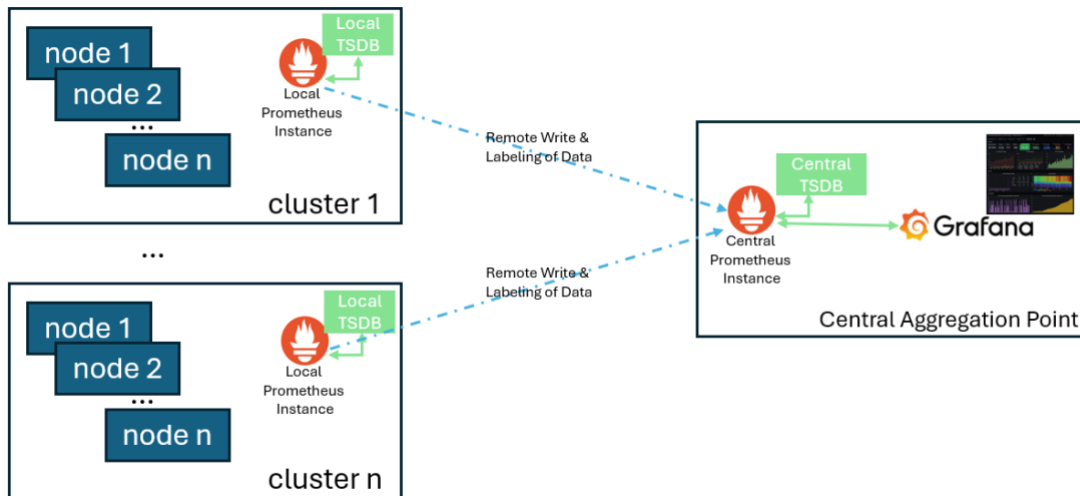 node 1
node 2
...
node n
Local
TSDB
Local
Prometheus
Instance
cluster 1
Remote Write &
Labeling of Data
...
node 1
node 2
...
node n
Local
TSDB
Local
Prometheus
Instance
cluster n
Remote Write &
Labeling of Data
Central
TSDB
Central
Prometheus
Instance
Grafana
Central Aggregation Point